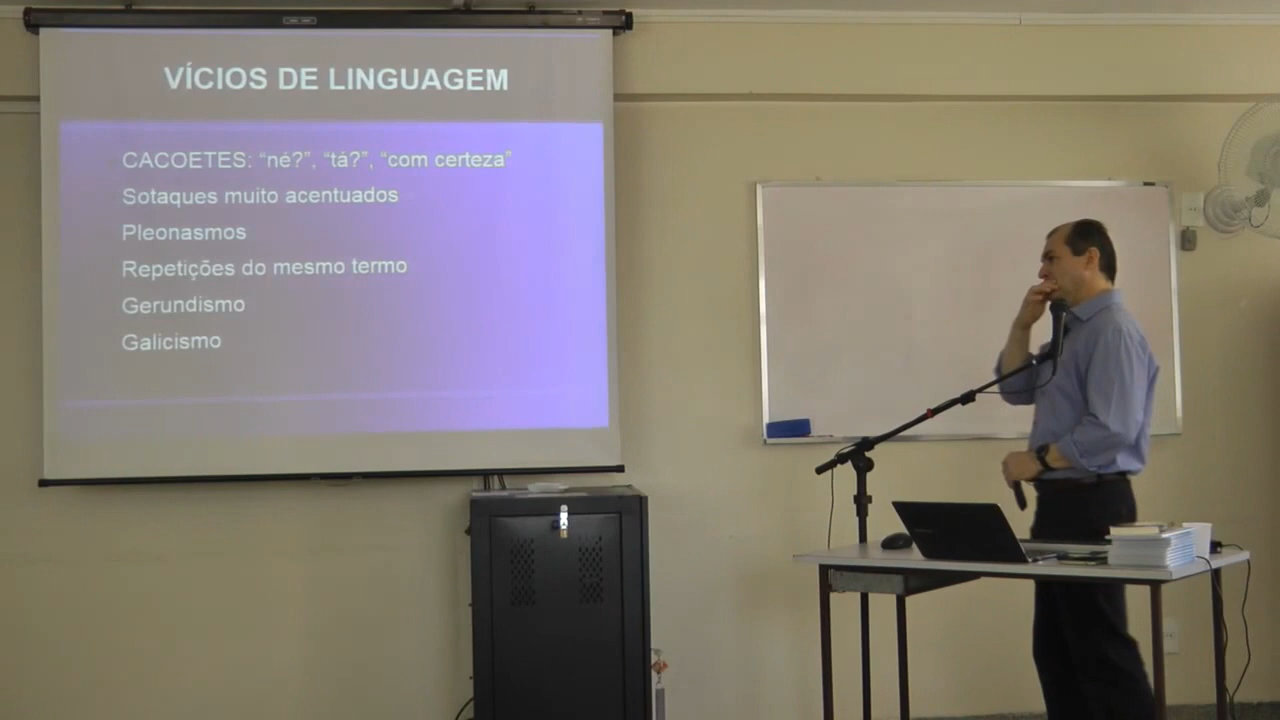 VÍCIOS DE LINGUAGEM
CACOETES: “né?”, “tá?”, “com certeza”
Sotaques muito acentuados
Pleonasmos
Repetições do mesmo termo
Gerundismo
Galicismo